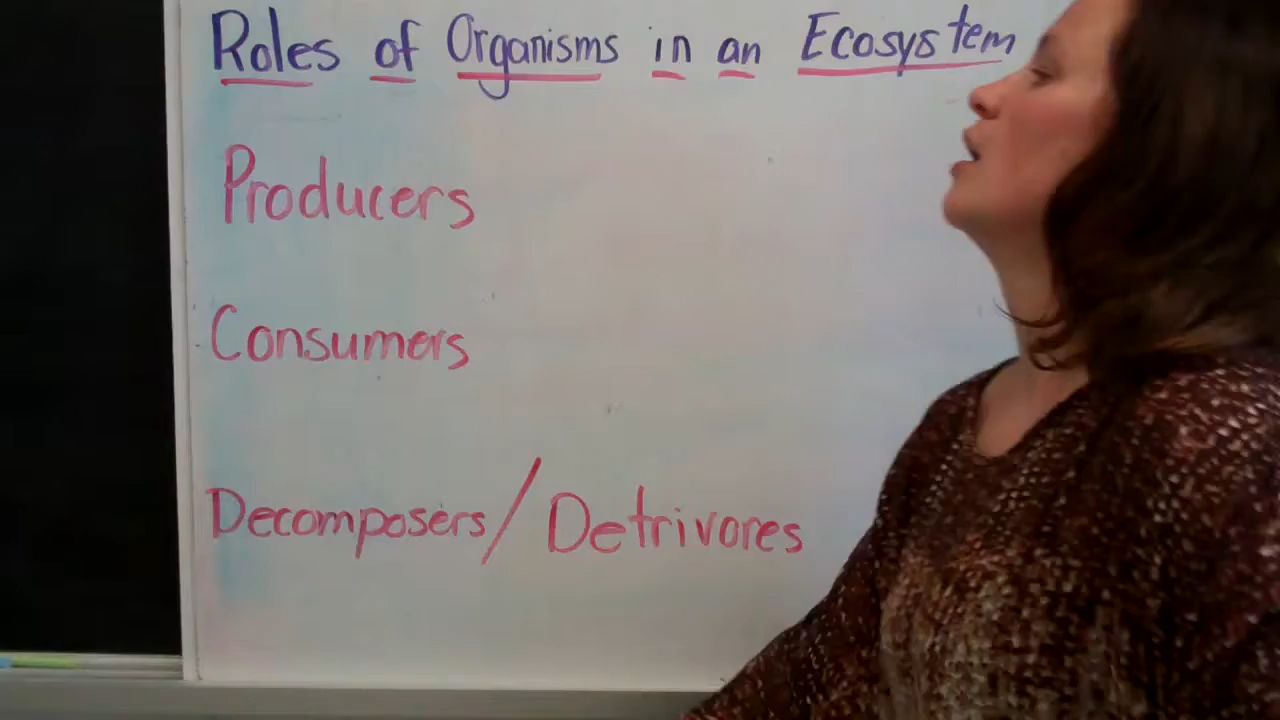 Roles of Organisms in an Ecosystem
Producers
Consumers
Decomposers/Detrivores